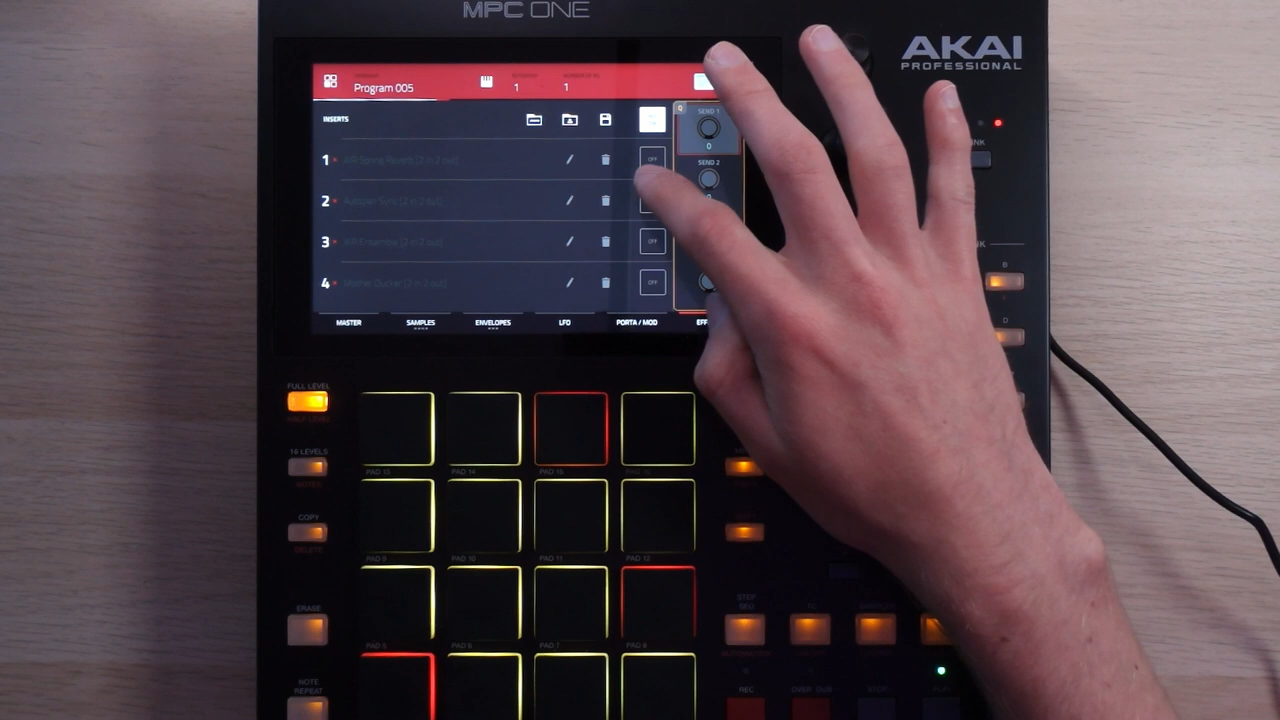 MPC ONE
AKAI
PROFESSIONAL
Program 005
1
1
INSERTS
SEND 1
0
1 AIR Spring Reverb [2 in 2 out]
OFF
SEND 2
2 Autopan Sync [2 in 2 out]
3 AIR Ensemble [2 in 2 out]
OFF
4 Mother Ducker [2 in 2 out]
OFF
MASTER
SAMPLES
ENVELOPES
LFO
PORTA / MOD
B
D
FULL LEVEL
16 LEVELS
COPY
DELETE
ERASE
NOTE
REPEAT
PAD 13
PAD 14
PAD 15
PAD 9
PAD 10
PAD 11
PAD 12
PAD 5
PAD 6
PAD 7
PAD 8
STEP
SEQ
REC
OVER DUB
STOP